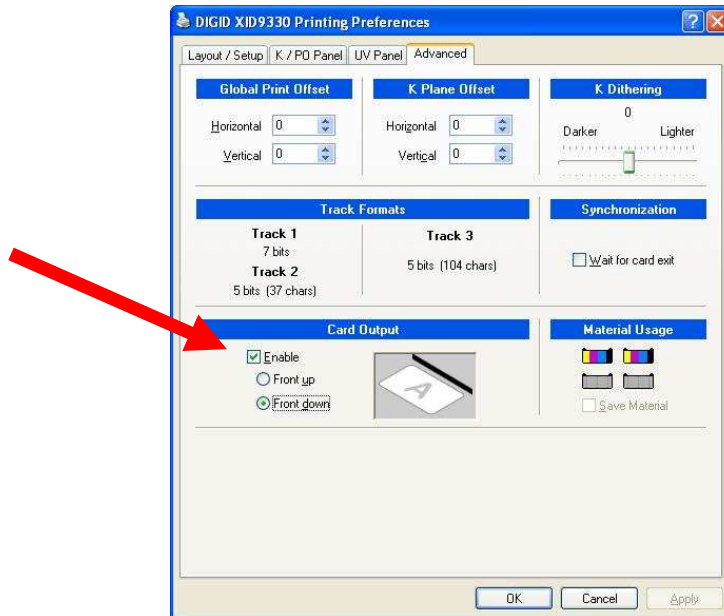 DIGID XID9330 Printing Preferences
Layout / Setup K / PO Panel UV Panel Advanced
Global Print Offset K Plane Offset K Dithering
0
Horizontal 0 Horizontal 0 Darker Lighter
Vertical 0 Vertical 0
Track Formats Synchronization
Track 1 Track 3
7 bits
5 bits (104 chars) Wait for card exit
Track 2
5 bits (37 chars)
Card Output Material Usage
Enable
Front up
Front down Save Material
A
OK Cancel Apply